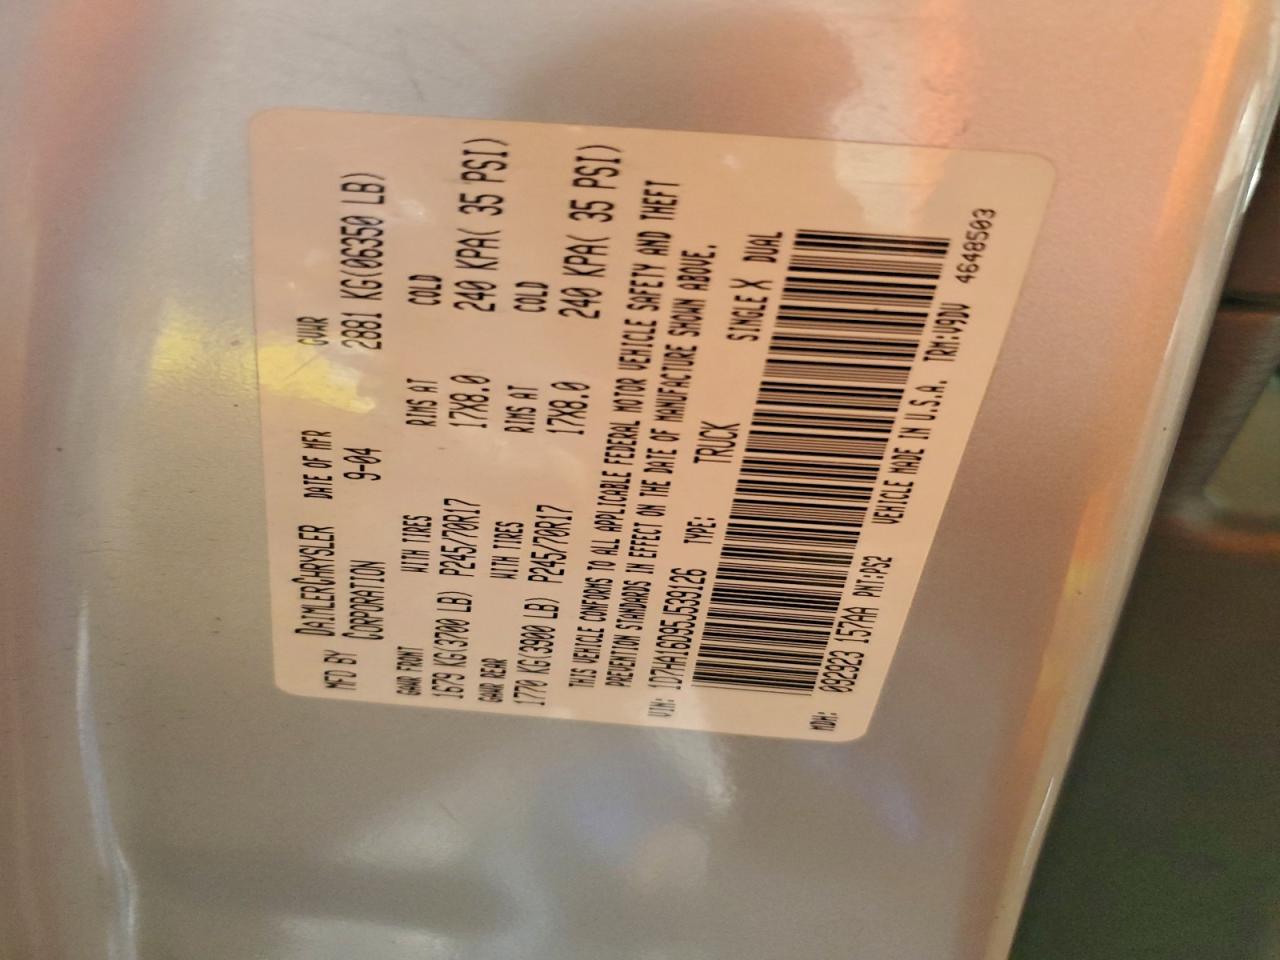 MFD BY DAIMLERCHRYSLER DATE OF MFR GVWR
CORPORATION 9-04 2881 KG(06350 LB)
GAWR FRONT WITH TIRES RIMS AT COLD
1679 KG(3700 LB) P245/70R17 17X8.0 240 KPA( 35 PSI)
GAWR REAR WITH TIRES RIMS AT COLD
1770 KG(3900 LB) P245/70R17 17X8.0 240 KPA( 35 PSI)
THIS VEHICLE CONFORMS TO ALL APPLICABLE FEDERAL MOTOR VEHICLE SAFETY AND THEFT
PREVENTION STANDARDS IN EFFECT ON THE DATE OF MANUFACTURE SHOWN ABOVE.
VIN: 1D7HA16D95J539126 TYPE: TRUCK SINGLE X DUAL
MDH: 092923 157AA PNT:PS2 VEHICLE MADE IN U.S.A. TRM:V9DV 4648503